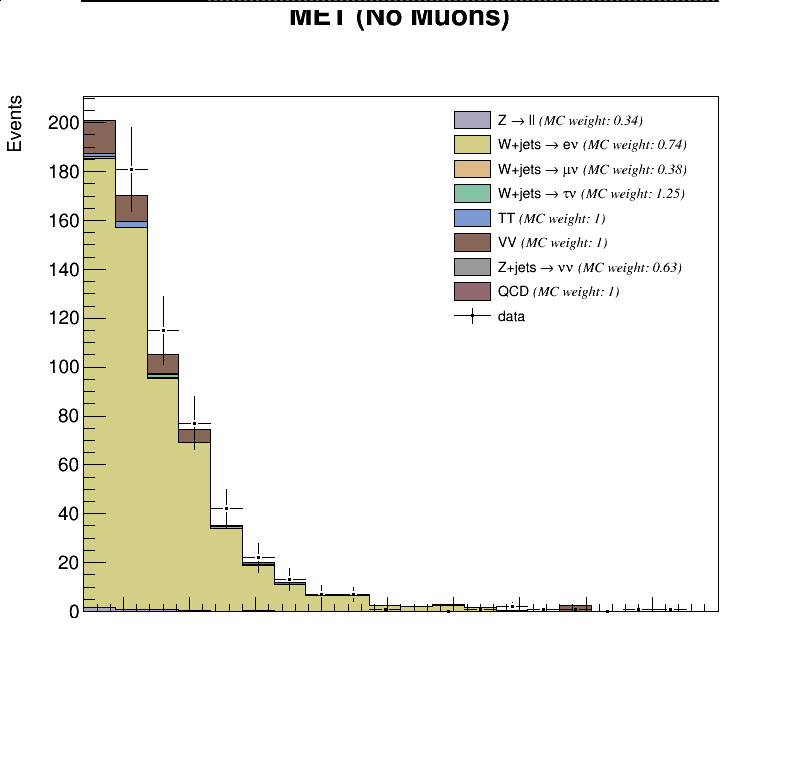 MET (No Muons)
Events
200
180
160
140
120
100
80
60
40
20
0
Z → ll (MC weight: 0.34)
W+jets → eν (MC weight: 0.74)
W+jets → μν (MC weight: 0.38)
W+jets → τν (MC weight: 1.25)
TT (MC weight: 1)
VV (MC weight: 1)
Z+jets → νν (MC weight: 0.63)
QCD (MC weight: 1)
data